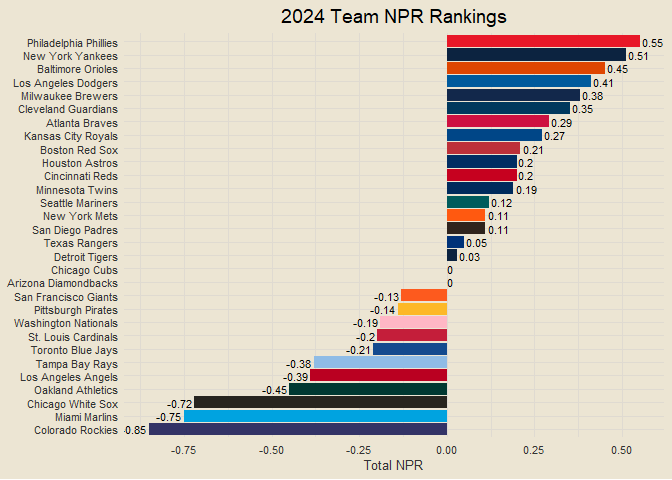 2024 Team NPR Rankings
Philadelphia Phillies 0.55
New York Yankees 0.51
Baltimore Orioles 0.45
Los Angeles Dodgers 0.41
Milwaukee Brewers 0.38
Cleveland Guardians 0.35
Atlanta Braves 0.29
Kansas City Royals 0.27
Boston Red Sox 0.21
Houston Astros 0.2
Cincinnati Reds 0.2
Minnesota Twins 0.19
Seattle Mariners 0.12
New York Mets 0.11
San Diego Padres 0.11
Texas Rangers 0.05
Detroit Tigers 0.03
Chicago Cubs 0
Arizona Diamondbacks 0
San Francisco Giants -0.13
Pittsburgh Pirates -0.14
Washington Nationals -0.19
St. Louis Cardinals -0.2
Toronto Blue Jays -0.21
Tampa Bay Rays -0.38
Los Angeles Angels -0.39
Oakland Athletics -0.45
Chicago White Sox -0.72
Miami Marlins -0.75
Colorado Rockies -0.85
-0.75 -0.50 -0.25 0.00 0.25 0.50
Total NPR